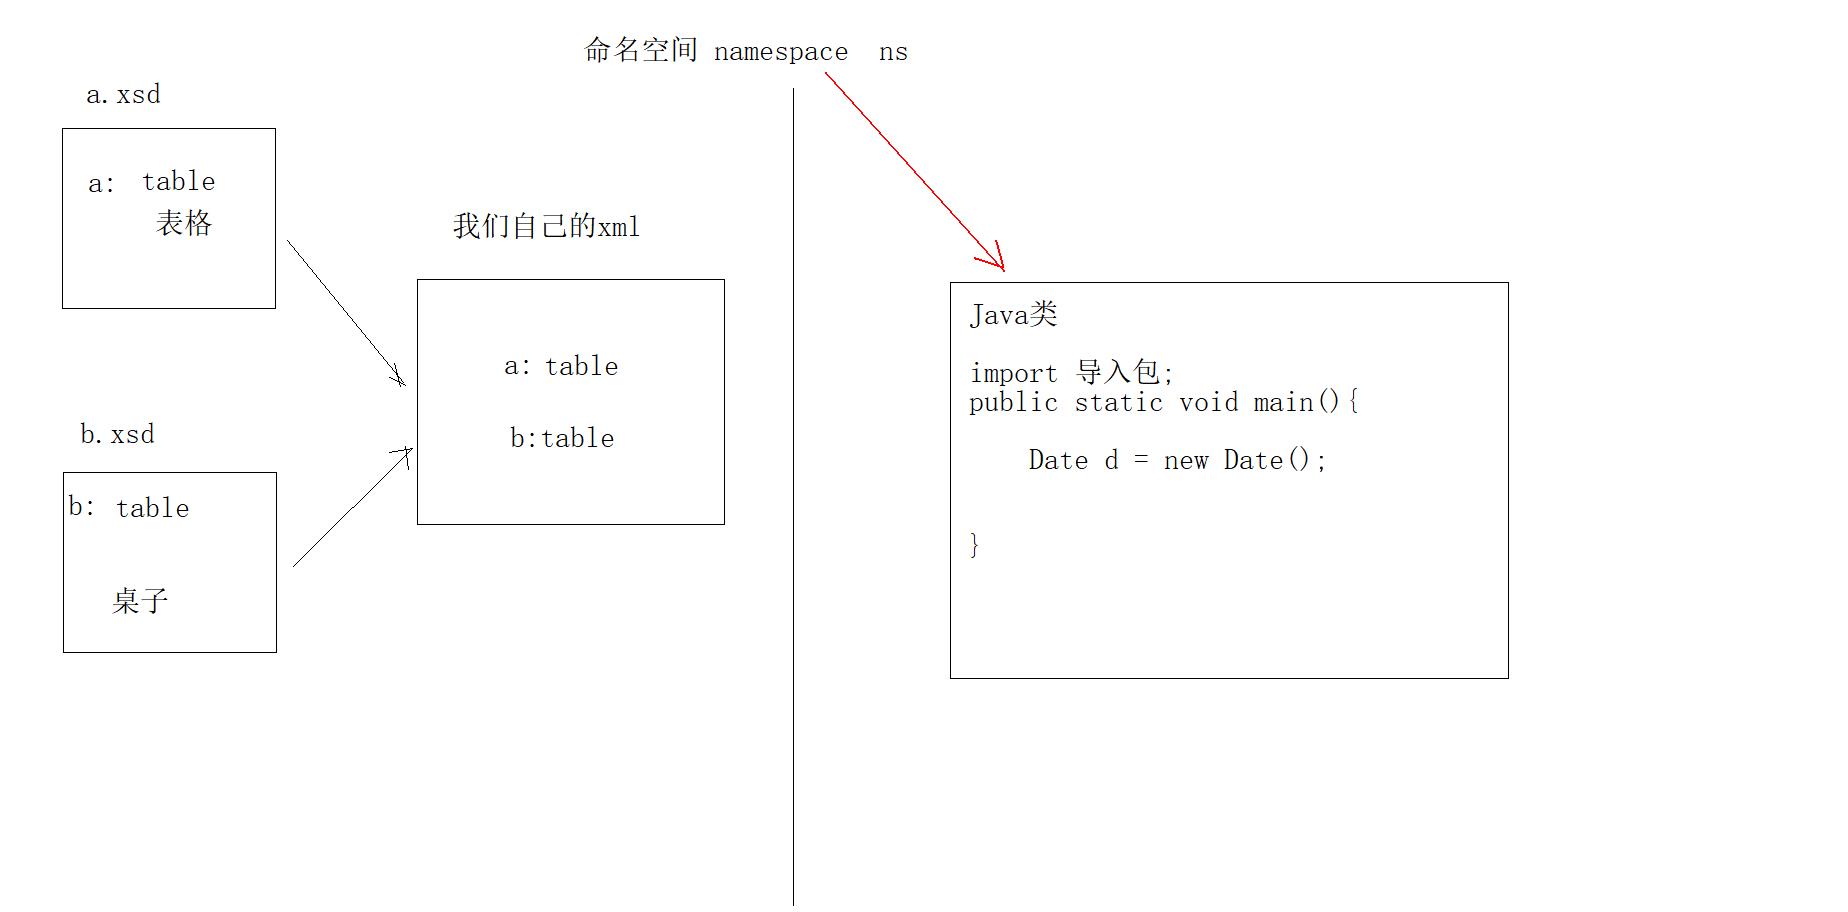 命名空间 namespace  ns
a.xsd
a: table
表格
我们自己的xml
a: table
b:table
b.xsd
b: table
桌子
Java类
import 导入包;
public static void main(){
Date d = new Date();
}